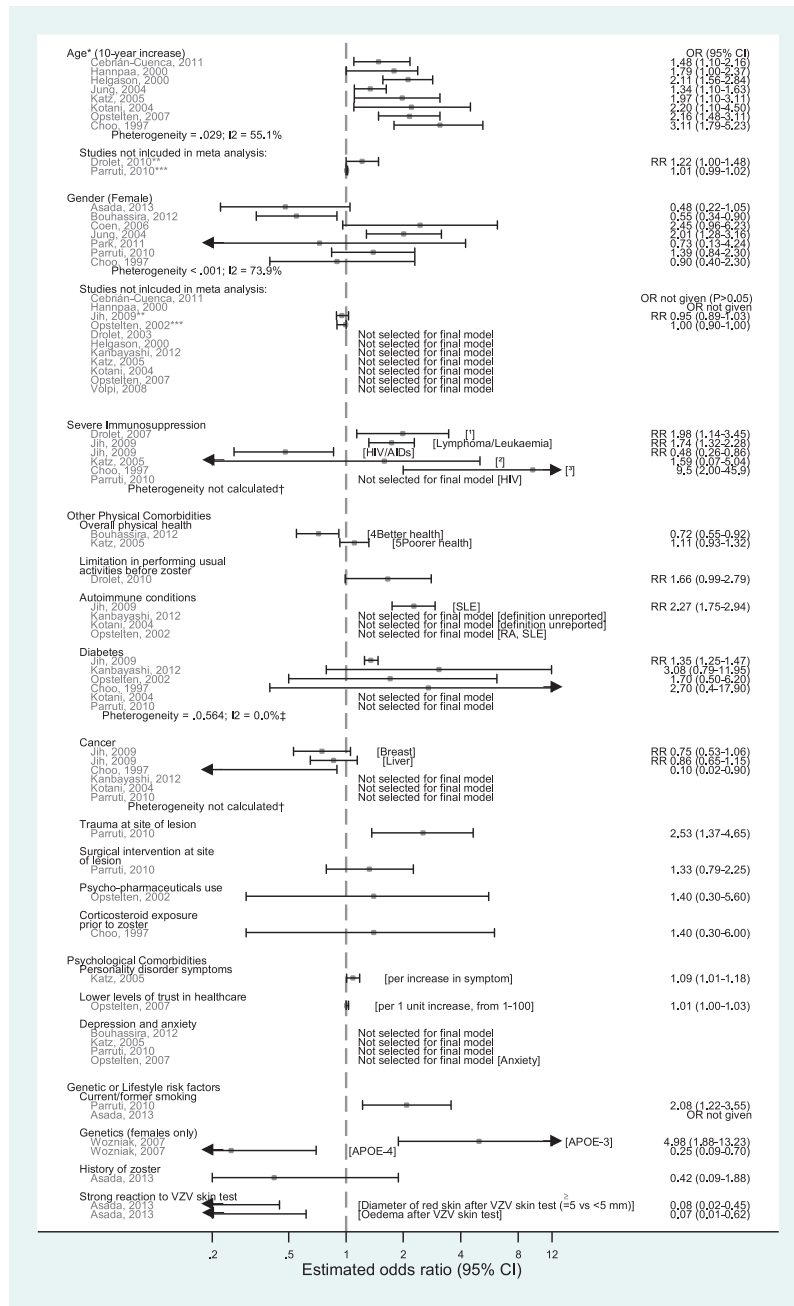 Age* (10-year increase) OR (95% CI)
Cebrián-Cuenca, 2011 1.48 (1.10-2.16)
Hannpaa, 2000 1.79 (1.00-2.37)
Helgason, 2000 2.11 (1.56-2.84)
Jung, 2004 1.34 (1.10-1.63)
Katz, 2005 1.97 (1.10-3.11)
Kotani, 2004 2.20 (1.10-4.50)
Opstelten, 2007 2.16 (1.48-3.11)
Choo, 1997 3.11 (1.79-5.23)
Pheterogeneity = .029; I2 = 55.1%
Studies not inlcuded in meta analysis:
Drolet, 2010** RR 1.22 (1.00-1.48)
Parruti, 2010*** 1.01 (0.99-1.02)
Gender (Female)
Asada, 2013 0.48 (0.22-1.05)
Bouhassira, 2012 0.55 (0.34-0.90)
Coen, 2006 2.45 (0.96-6.23)
Jung, 2004 2.01 (1.28-3.16)
Park, 2011 0.73 (0.13-4.24)
Parruti, 2010 1.39 (0.84-2.30)
Choo, 1997 0.90 (0.40-2.30)
Pheterogeneity < .001; I2 = 73.9%
Studies not inlcuded in meta analysis:
Cebrián-Cuenca, 2011 OR not given (P>0.05)
Hannpaa, 2000 OR not given
Jih, 2009** RR 0.95 (0.89-1.03)
Opstelten, 2002*** 1.00 (0.90-1.00)
Drolet, 2003 Not selected for final model
Helgason, 2000 Not selected for final model
Kanbayashi, 2012 Not selected for final model
Katz, 2005 Not selected for final model
Kotani, 2004 Not selected for final model
Opstelten, 2007 Not selected for final model
Volpi, 2008 Not selected for final model
Severe Immunosuppression
Drolet, 2007 [¹] RR 1.98 (1.14-3.45)
Jih, 2009 [Lymphoma/Leukaemia] RR 1.74 (1.32-2.28)
Jih, 2009 [HIV/AIDs] RR 0.48 (0.26-0.86)
Katz, 2005 [²] 1.59 (0.07-5.04)
Choo, 1997 [³] 9.5 (2.00-45.9)
Parruti, 2010 Not selected for final model [HIV]
Pheterogeneity not calculated†
Other Physical Comorbidities
Overall physical health
Bouhassira, 2012 [4Better health] 0.72 (0.55-0.92)
Katz, 2005 [5Poorer health] 1.11 (0.93-1.32)
Limitation in performing usual
activities before zoster
Drolet, 2010 RR 1.66 (0.99-2.79)
Autoimmune conditions
Jih, 2009 [SLE] RR 2.27 (1.75-2.94)
Kanbayashi, 2012 Not selected for final model [definition unreported]
Kotani, 2004 Not selected for final model [definition unreported]
Opstelten, 2002 Not selected for final model [RA, SLE]
Diabetes
Jih, 2009 RR 1.35 (1.25-1.47)
Kanbayashi, 2012 3.08 (0.79-11.95)
Opstelten, 2002 1.70 (0.50-6.20)
Choo, 1997 2.70 (0.4-17.90)
Kotani, 2004 Not selected for final model
Parruti, 2010 Not selected for final model
Pheterogeneity = .564; I2 = 0.0%‡
Cancer
Jih, 2009 [Breast] RR 0.75 (0.53-1.06)
Jih, 2009 [Liver] RR 0.86 (0.65-1.15)
Choo, 1997 0.10 (0.02-0.90)
Kanbayashi, 2012 Not selected for final model
Kotani, 2004 Not selected for final model
Parruti, 2010 Not selected for final model
Pheterogeneity not calculated†
Trauma at site of lesion
Parruti, 2010 2.53 (1.37-4.65)
Surgical intervention at site
of lesion
Parruti, 2010 1.33 (0.79-2.25)
Psycho-pharmaceuticals use
Opstelten, 2002 1.40 (0.30-5.60)
Corticosteroid exposure
prior to zoster
Choo, 1997 1.40 (0.30-6.00)
Psychological Comorbidities
Personality disorder symptoms
Katz, 2005 [per increase in symptom] 1.09 (1.01-1.18)
Lower levels of trust in healthcare
Opstelten, 2007 [per 1 unit increase, from 1-100] 1.01 (1.00-1.03)
Depression and anxiety
Bouhassira, 2012 Not selected for final model
Katz, 2005 Not selected for final model
Parruti, 2010 Not selected for final model
Opstelten, 2007 Not selected for final model [Anxiety]
Genetic or Lifestyle risk factors
Current/former smoking
Parruti, 2010 2.08 (1.22-3.55)
Asada, 2013 OR not given
Genetics (females only)
Wozniak, 2007 [APOE-3] 4.98 (1.88-13.23)
Wozniak, 2007 [APOE-4] 0.25 (0.09-0.70)
History of zoster
Asada, 2013 0.42 (0.09-1.88)
Strong reaction to VZV skin test ≥
Asada, 2013 [Diameter of red skin after VZV skin test (=5 vs <5 mm)] 0.08 (0.02-0.45)
Asada, 2013 [Oedema after VZV skin test] 0.07 (0.01-0.62)
.2 .5 1 2 4 8 12
Estimated odds ratio (95% CI)